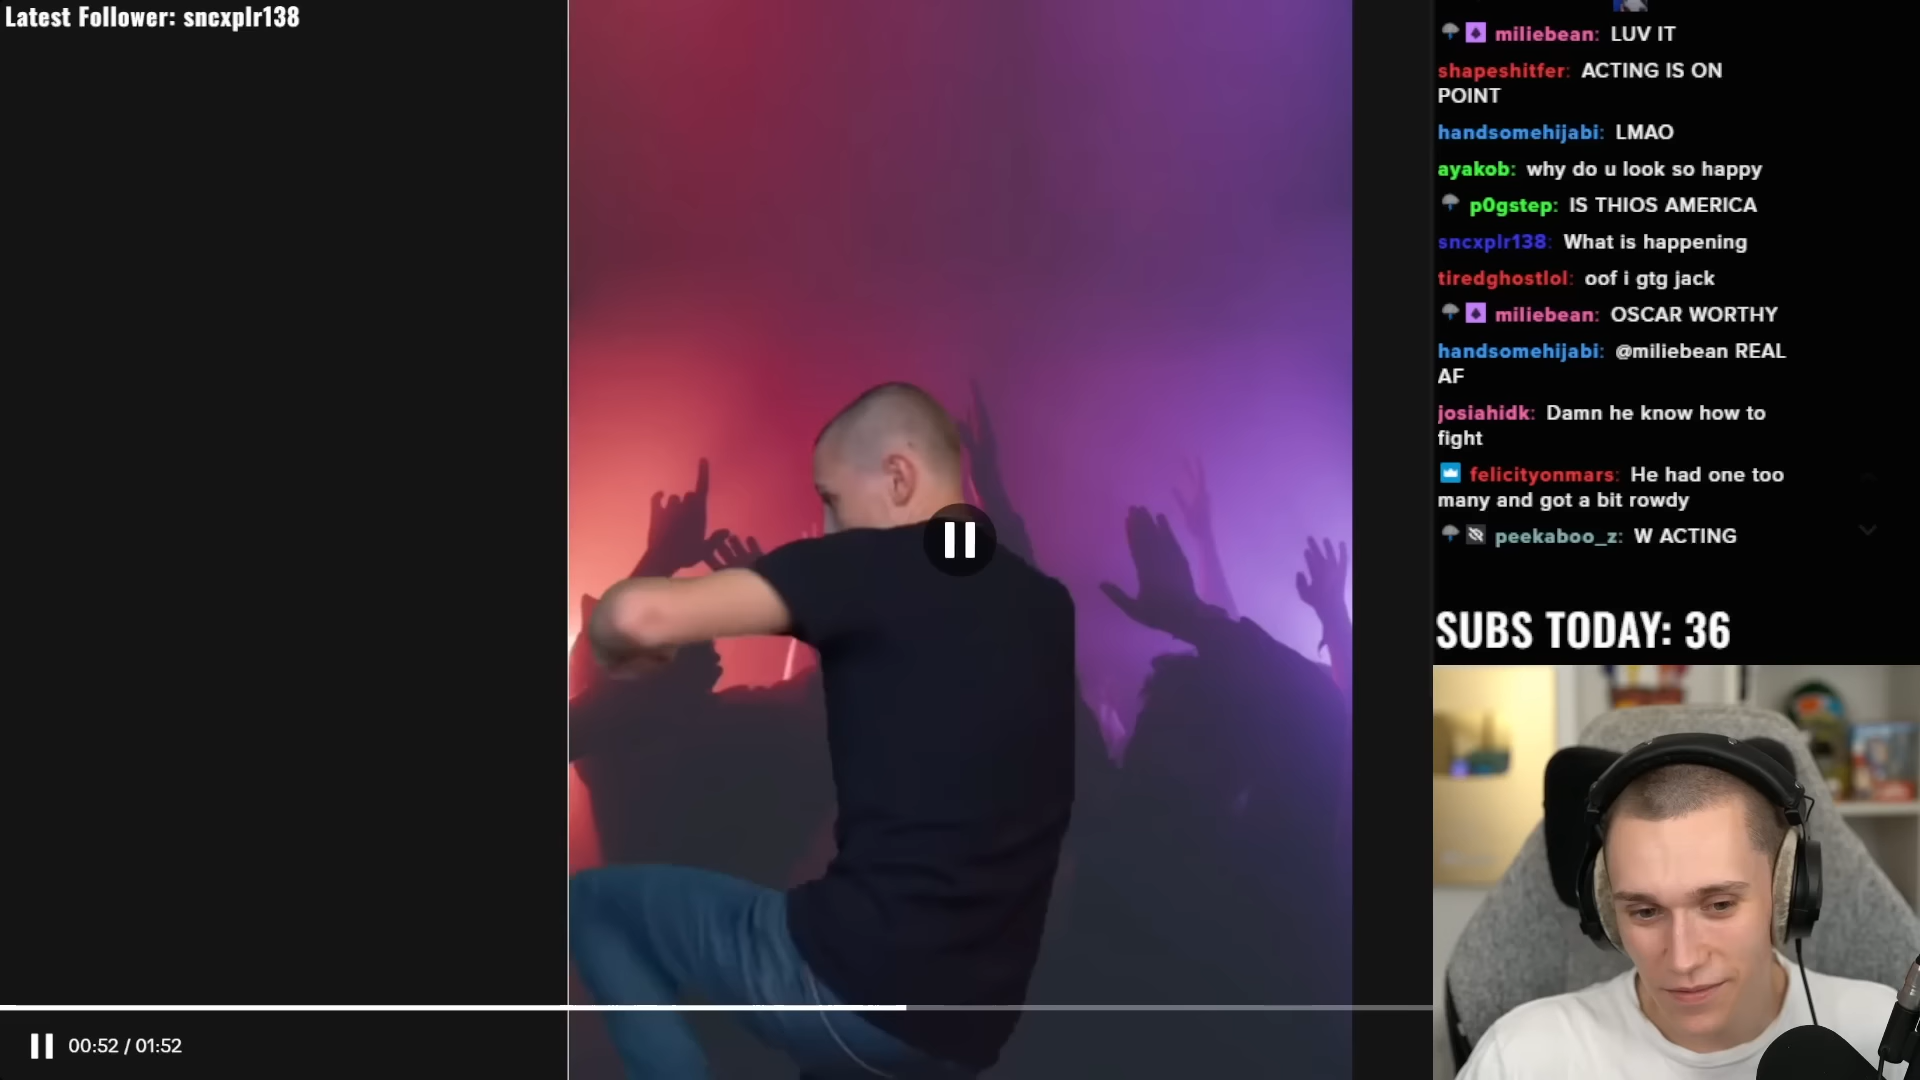 Latest Follower: sncxplr138
miliebean: LUV IT
shapeshitfer: ACTING IS ON
POINT
handsomehijabi: LMAO
ayakob: why do u look so happy
p0gstep: IS THIOS AMERICA
sncxplr138: What is happening
tiredghostlol: oof i gtg jack
miliebean: OSCAR WORTHY
handsomehijabi: @miliebean REAL
AF
josiahidk: Damn he know how to
fight
felicityonmars: He had one too
many and got a bit rowdy
peekaboo_z: W ACTING
SUBS TODAY: 36
00:52 / 01:52